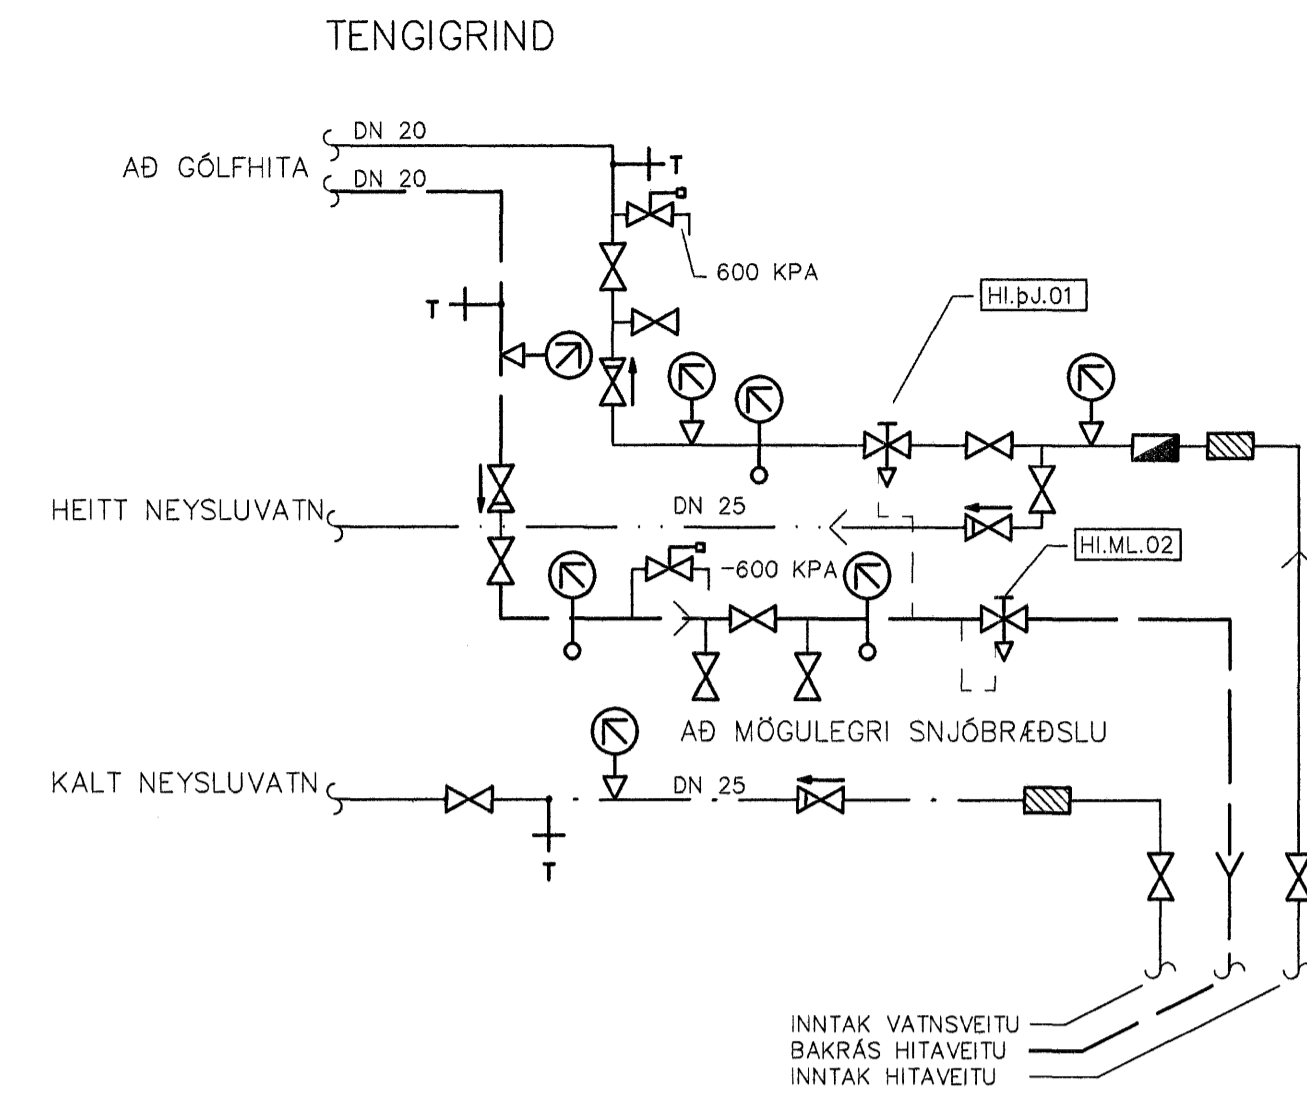 TENGIGRIND
DN 20
AÐ GÓLFHITA
DN 20
T
600 KPA
HI.þJ.01
T
HEITT NEYSLUVATN
DN 25
HI.ML.02
-600 KPA
AÐ MÖGULEGRI SNJÓBRÆÐSLU
KALT NEYSLUVATN
DN 25
T
INNTAK VATNSVEITU
BAKRÁS HITAVEITU
INNTAK HITAVEITU